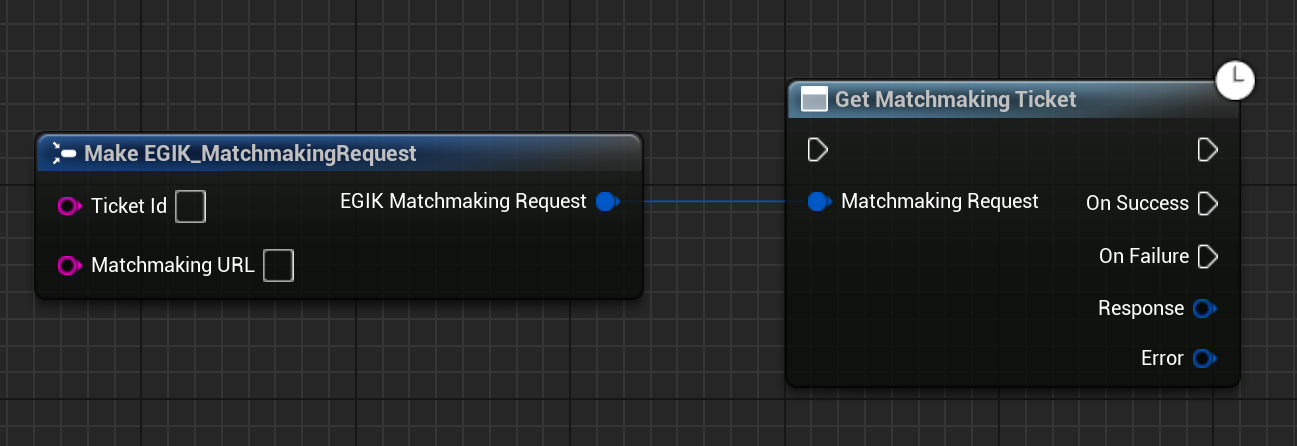 Make EGIK_MatchmakingRequest
Ticket Id
EGIK Matchmaking Request
Matchmaking URL
Get Matchmaking Ticket
Matchmaking Request
On Success
On Failure
Response
Error